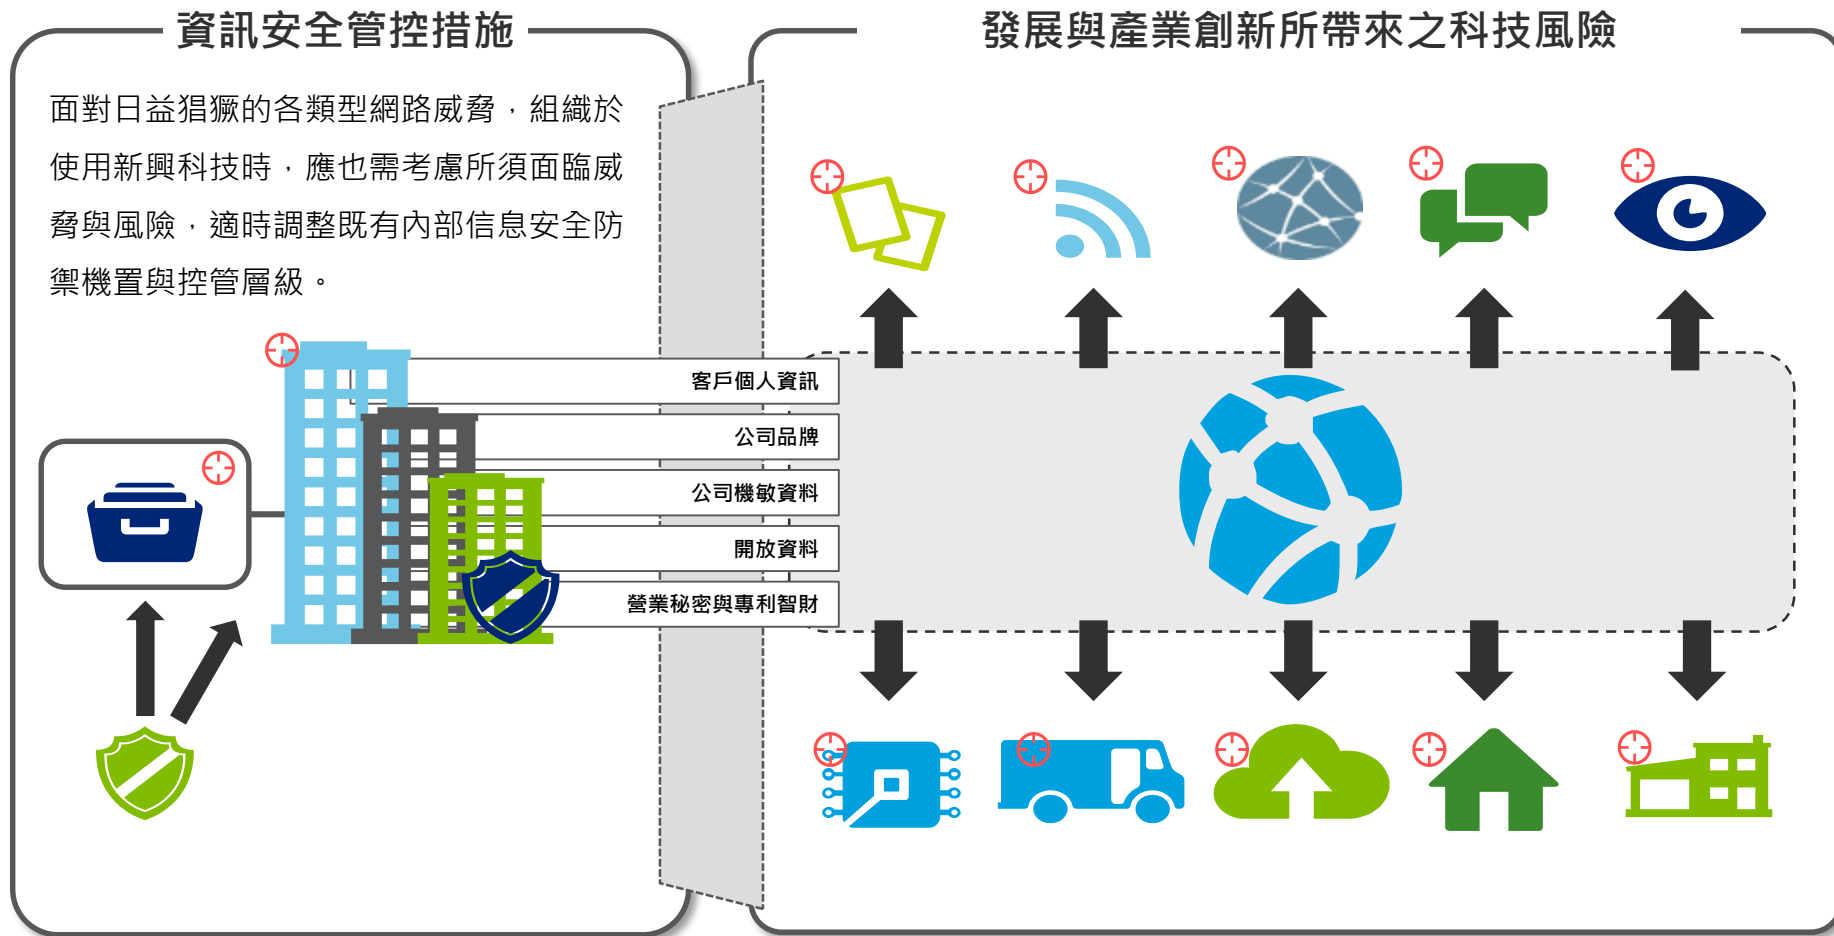 資訊安全管控措施
發展與產業創新所帶來之科技風險
面對日益猖獗的各類型網路威脅，組織於
使用新興科技時，應也需考慮所須面臨威
脅與風險，適時調整既有內部信息安全防
禦機置與控管層級。
客戶個人資訊
公司品牌
公司機敏資料
開放資料
營業秘密與專利智財